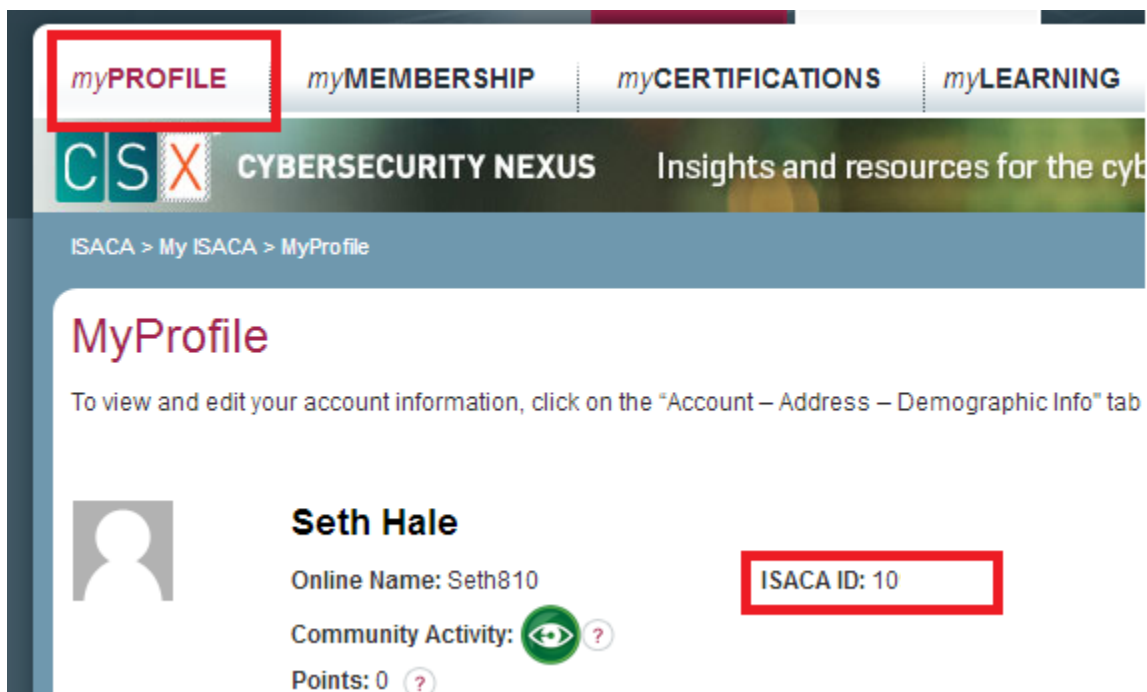 myPROFILE myMEMBERSHIP myCERTIFICATIONS myLEARNING
CSX CYBERSECURITY NEXUS Insights and resources for the
ISACA > My ISACA > MyProfile
MyProfile
To view and edit your account information, click on the “Account – Address – Demographic Info" tab
Seth Hale
Online Name: Seth810 ISACA ID: 10
Community Activity: ?
Points: 0 ?